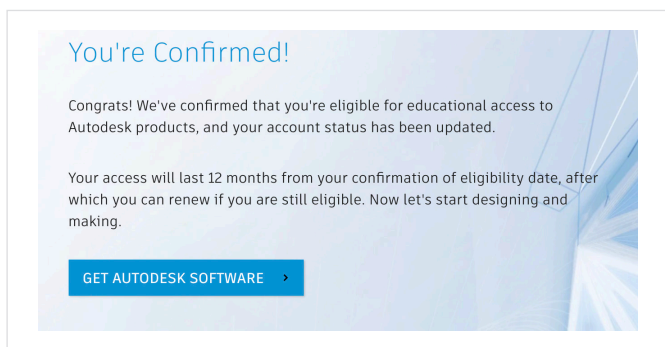 You're Confirmed!
Congrats! We've confirmed that you're eligible for educational access to
Autodesk products, and your account status has been updated.
Your access will last 12 months from your confirmation of eligibility date, after
which you can renew if you are still eligible. Now let's start designing and
making.
GET AUTODESK SOFTWARE ›